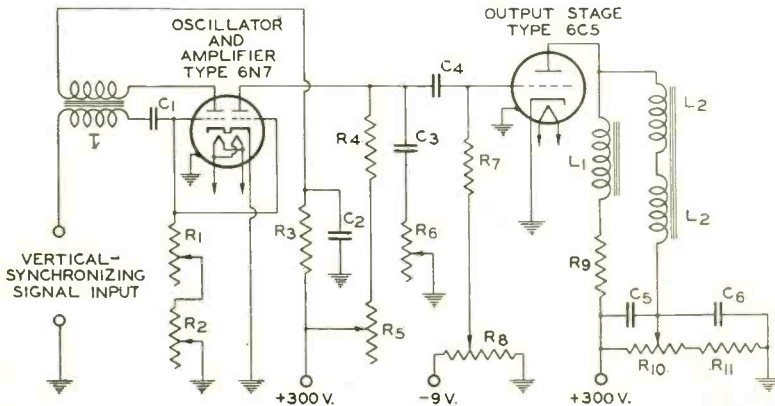 OSCILLATOR
AND
AMPLIFIER
TYPE 6N7
OUTPUT STAGE
TYPE 6C5
C1
T
C4
R4
C3
R7
L2
L1
L2
R1
R3
C2
R6
R9
VERTICAL-
SYNCHRONIZING
SIGNAL INPUT
R2
R5
R8
C5
C6
R10
R11
+300 V.
-9 V.
+300 V.